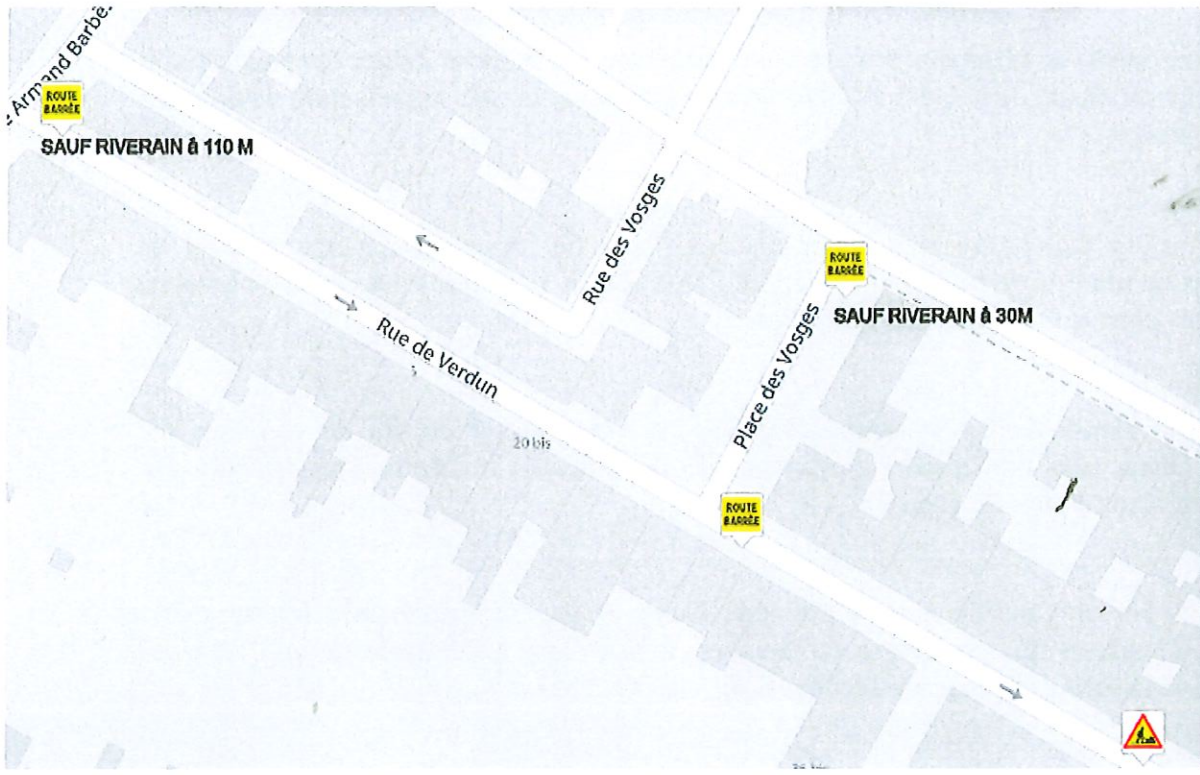 e Armand Barbè
ROUTE
BARRÉE
SAUF RIVERAIN à 110 M
Rue des Vosges
ROUTE
BARRÉE
SAUF RIVERAIN à 30M
Rue de Verdun
Place des Vosges
20 bis
ROUTE
BARRÉE